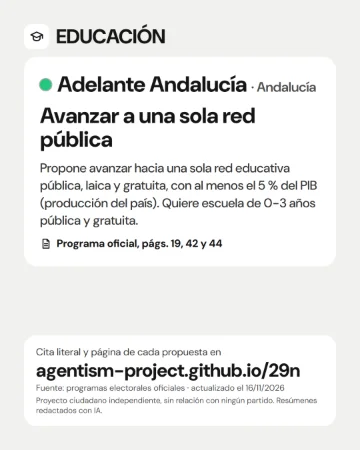 EDUCACIÓN
Adelante Andalucía · Andalucía
Avanzar a una sola red
pública
Propone avanzar hacia una sola red educativa
pública, laica y gratuita, con al menos el 5 % del PIB
(producción del país). Quiere escuela de 0-3 años
pública y gratuita.
Programa oficial, págs. 19, 42 y 44
Cita literal y página de cada propuesta en
agentism-project.github.io/29n
Fuente: programas electorales oficiales · actualizado el 16/11/2026
Proyecto ciudadano independiente, sin relación con ningún partido. Resúmenes
redactados con IA.